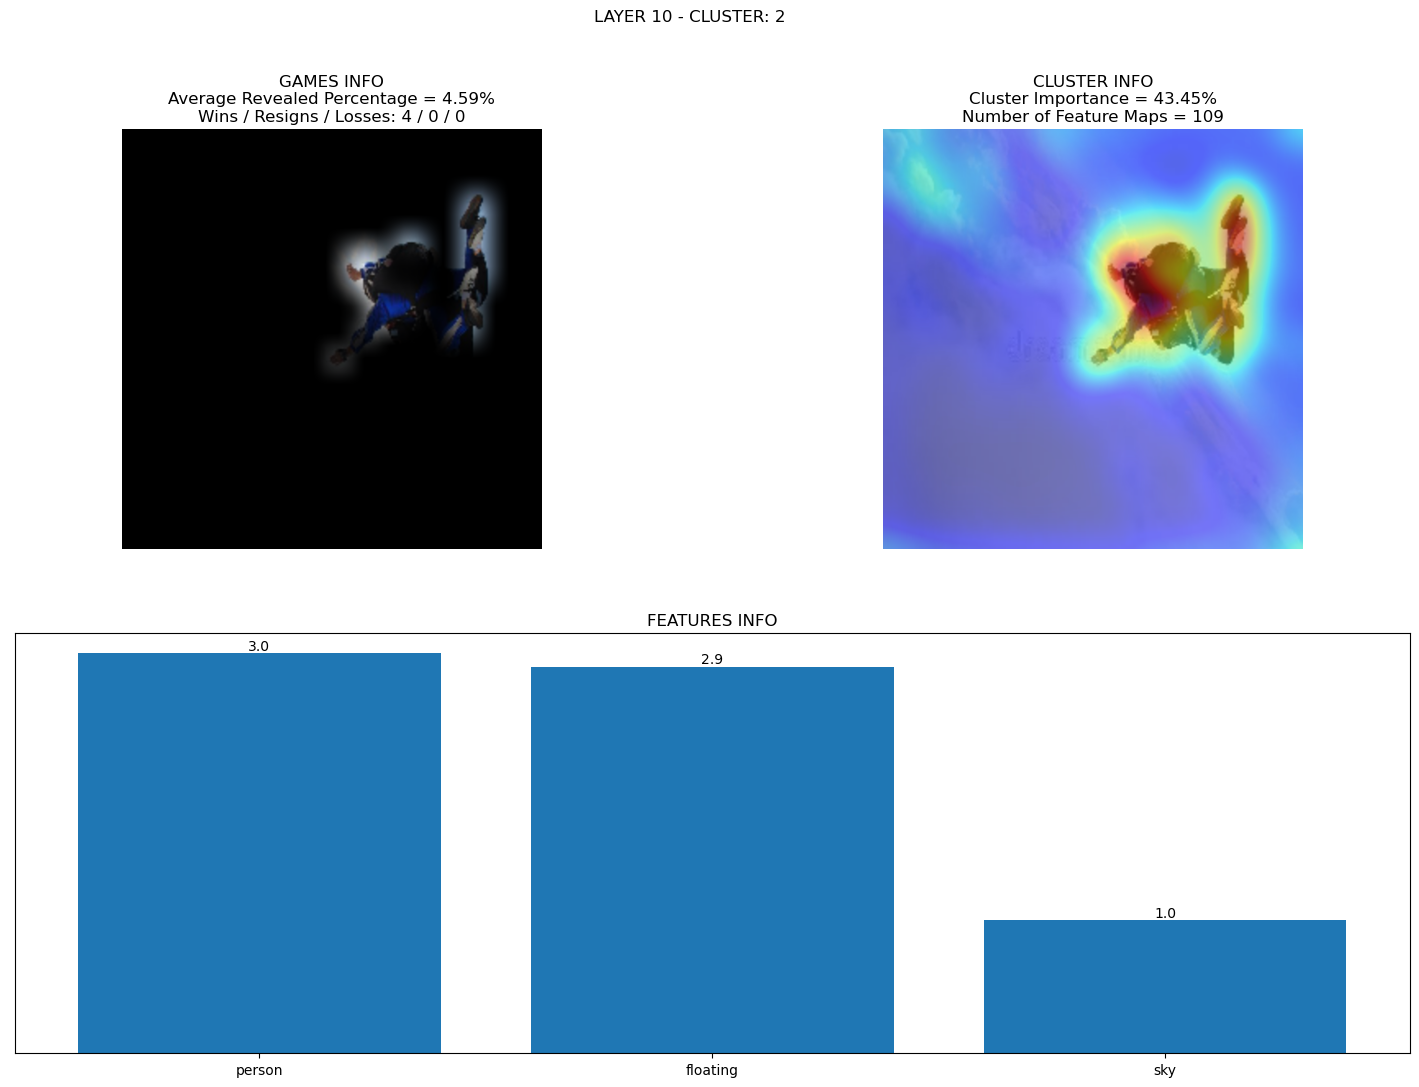 LAYER 10 - CLUSTER: 2
GAMES INFO
Average Revealed Percentage = 4.59%
Wins / Resigns / Losses: 4 / 0 / 0
CLUSTER INFO
Cluster Importance = 43.45%
Number of Feature Maps = 109
FEATURES INFO
3.0
2.9
1.0
person
floating
sky